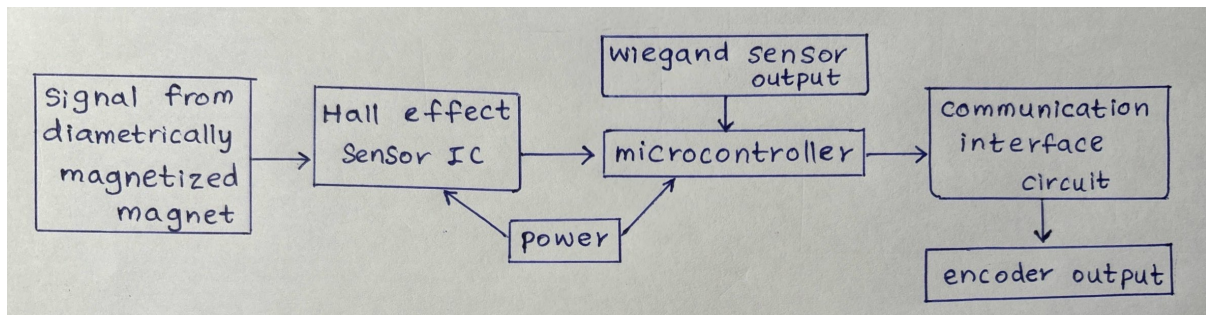 Signal from
diametrically
magnetized
magnet
Hall effect
Sensor IC
wiegand sensor
output
microcontroller
power
communication
interface
circuit
encoder output